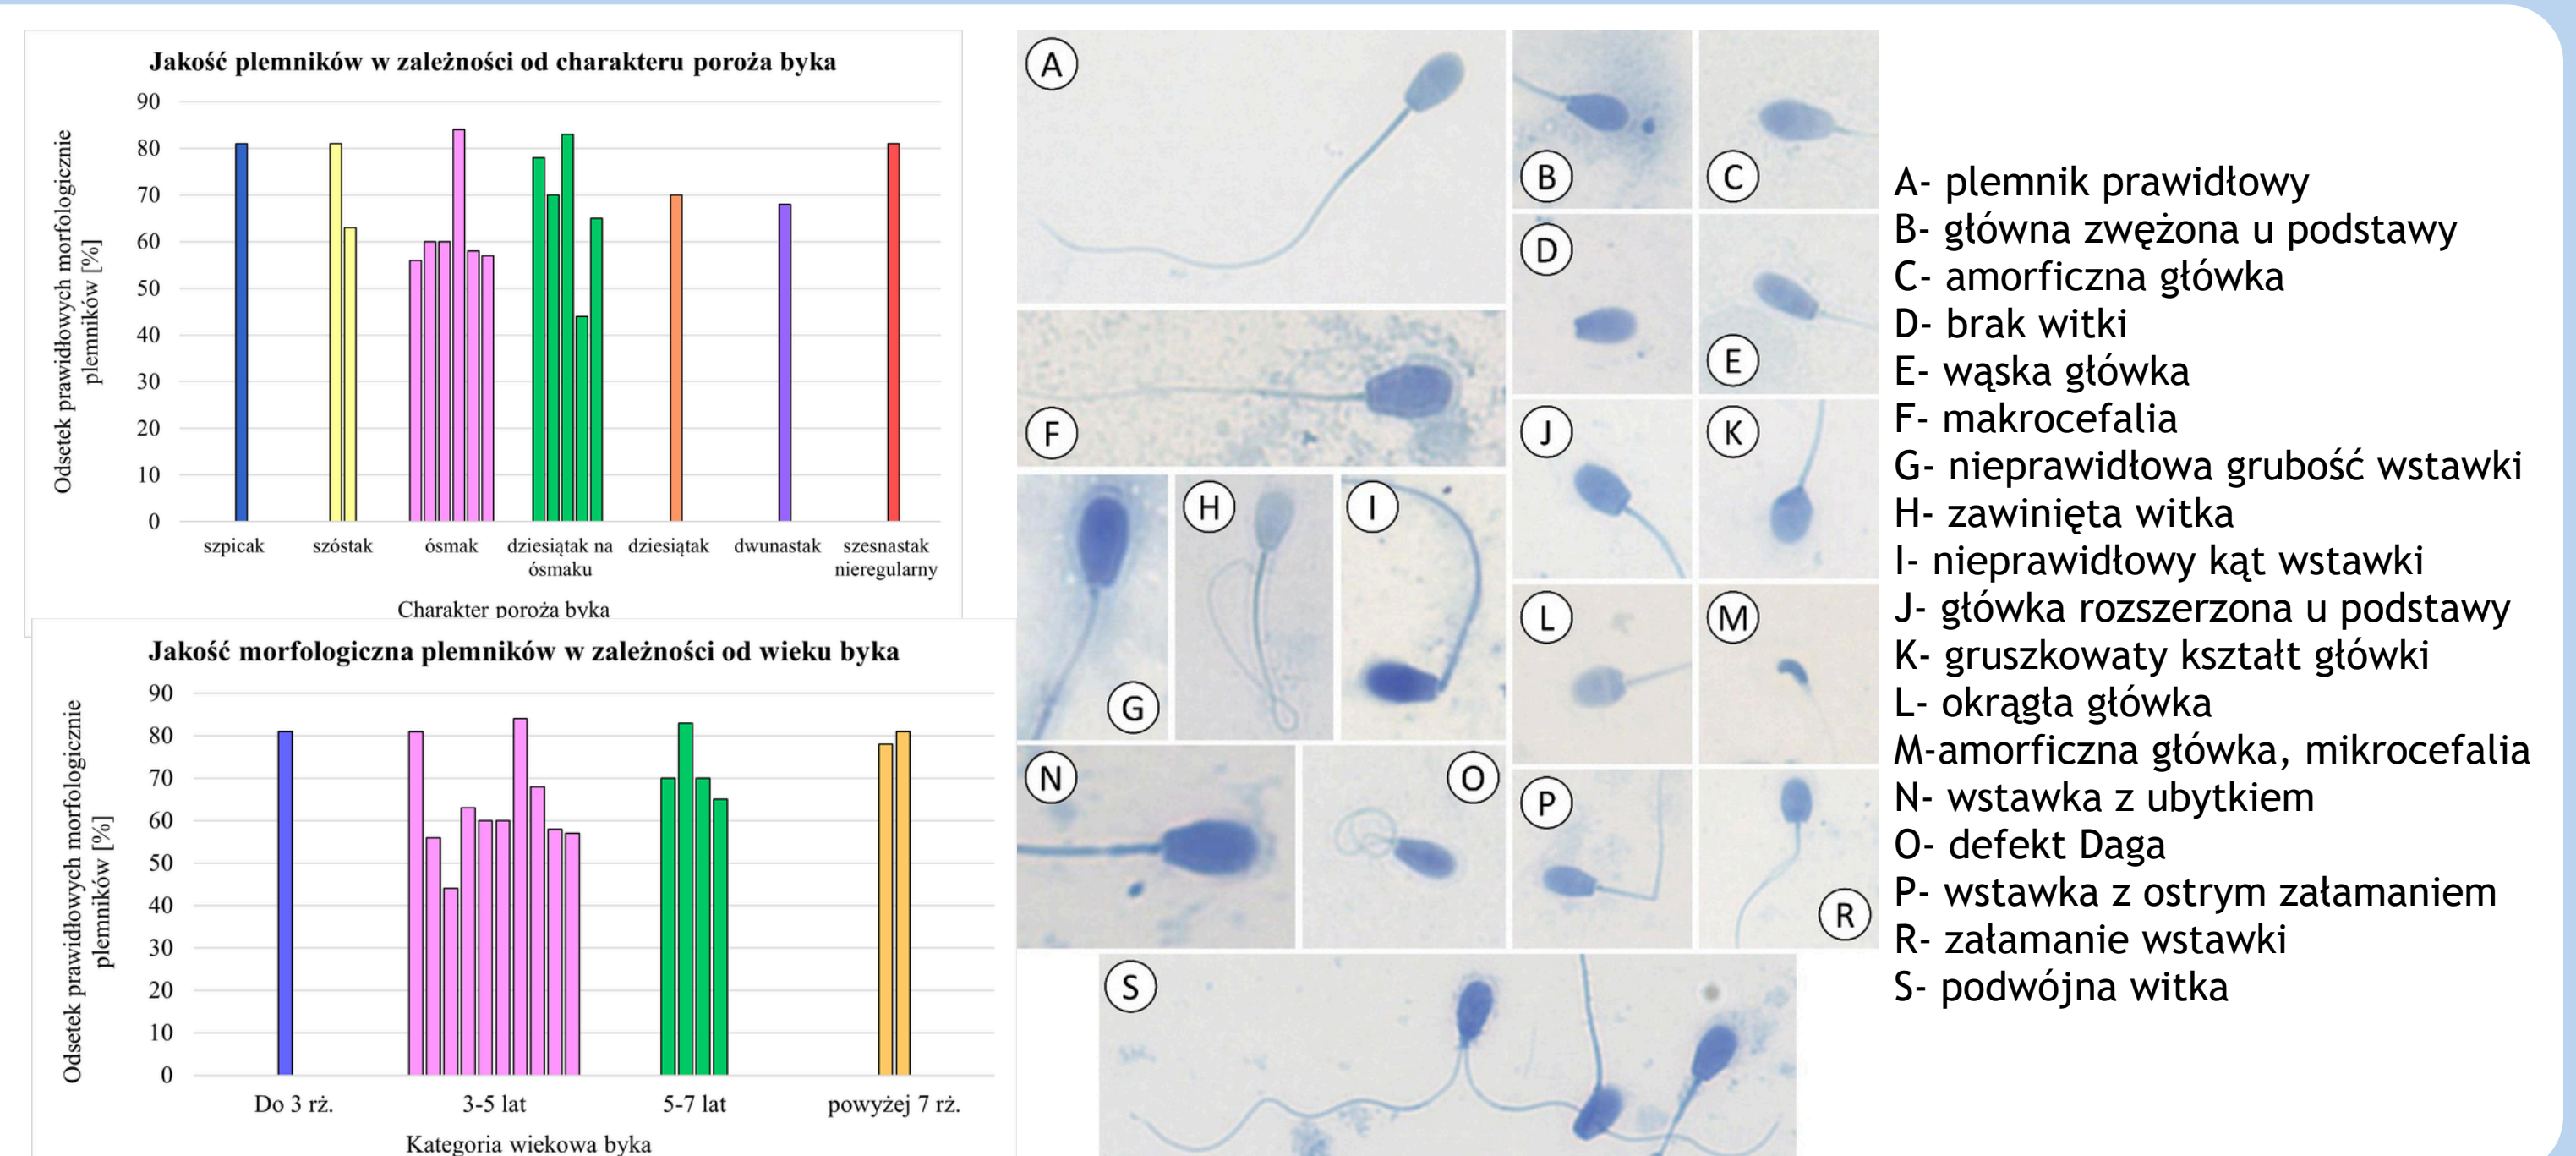 Jakość plemników w zależności od charakteru poroża byka
Odsetek prawidłowych morfologicznie
plemników [%]
90
80
70
60
50
40
30
20
10
0
szpicak
szóstak
ósmak
dziesiątak na
ósmaku
dziesiątak
dwunastak
szesnastak
nieregularny
Charakter poroża byka
Jakość morfologiczna plemników w zależności od wieku byka
Odsetek prawidłowych morfologicznie
plemników [%]
90
80
70
60
50
40
30
20
10
0
Do 3 rż.
3-5 lat
5-7 lat
powyżej 7 rż.
Kategoria wiekowa byka
A
B
C
D
E
F
J
K
G
H
I
L
M
N
O
P
R
S
A- plemnik prawidłowy
B- główna zwężona u podstawy
C- amorficzna główka
D- brak witki
E- wąska główka
F- makrocefalia
G- nieprawidłowa grubość wstawki
H- zawinięta witka
I- nieprawidłowy kąt wstawki
J- główka rozszerzona u podstawy
K- gruszkowaty kształt główki
L- okrągła główka
M-amorficzna główka, mikrocefalia
N- wstawka z ubytkiem
O- defekt Daga
P- wstawka z ostrym załamaniem
R- załamanie wstawki
S- podwójna witka